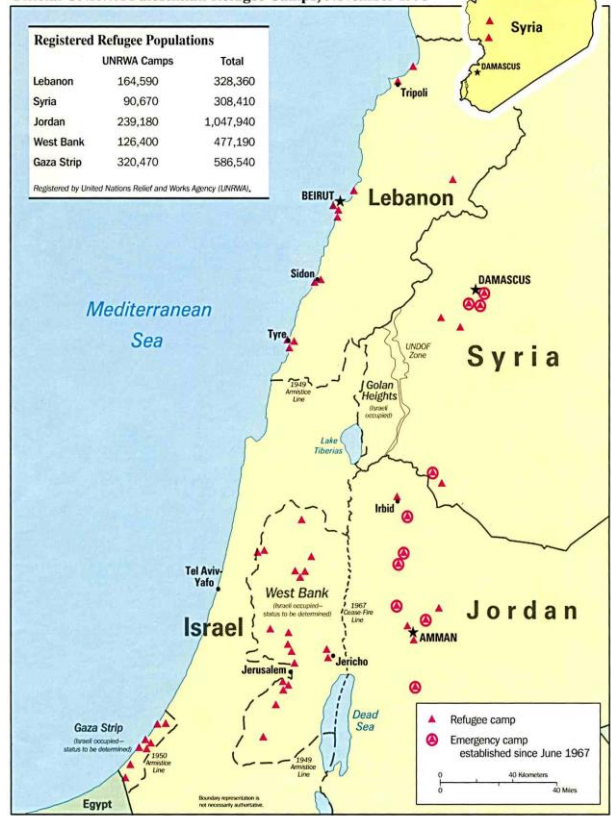 Registered Refugee Populations
UNRWA Camps Total
Lebanon 164,590 328,360
Syria 90,670 308,410
Jordan 239,180 1,047,940
West Bank 126,400 477,190
Gaza Strip 320,470 586,540
Registered by United Nations Relief and Works Agency (UNRWA).
Syria
DAMASCUS
Tripoli
BEIRUT
Lebanon
Sidon
DAMASCUS
Mediterranean
Sea
Tyre
UNDOF
Zone
Syria
1949
Armistice
Line
Golan
Heights
(Israeli
occupied)
Lake
Tiberias
Irbid
Tel Aviv-
Yafo
West Bank
(Israeli occupied—
status to be determined)
1967
Cease-Fire
Line
Israel
Jordan
AMMAN
Jericho
Jerusalem
Dead
Sea
Gaza Strip
(Israeli occupied—
status to be determined)
1950
Armistice
Line
1949
Armistice
Line
Egypt
Boundary representation is
not necessarily authoritative.
Refugee camp
Emergency camp
established since June 1967
0 40 Kilometers
0 40 Miles